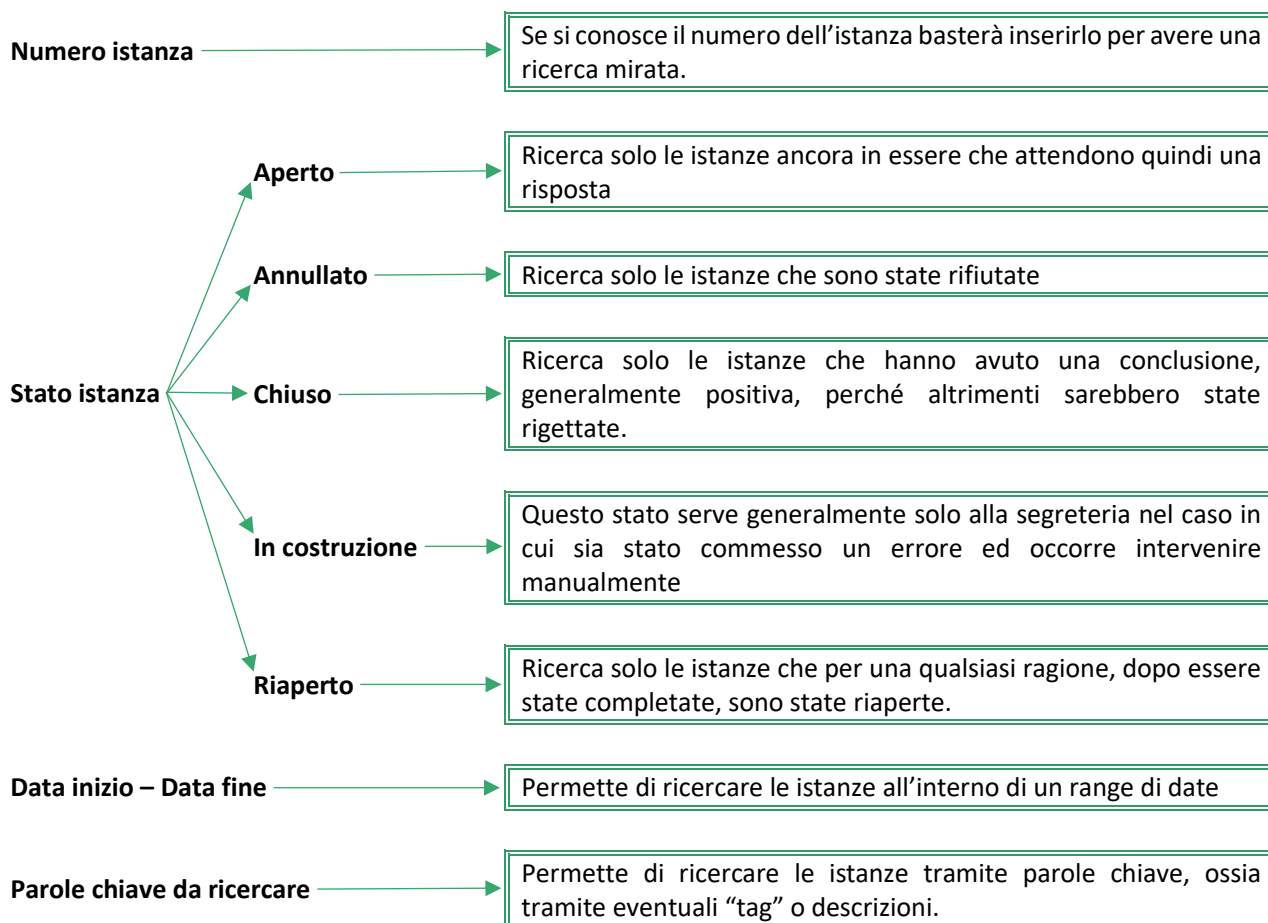 Numero istanza
Se si conosce il numero dell’istanza basterà inserirlo per avere una
ricerca mirata.
Aperto
Ricerca solo le istanze ancora in essere che attendono quindi una
risposta
Annullato
Ricerca solo le istanze che sono state rifiutate
Stato istanza
Chiuso
Ricerca solo le istanze che hanno avuto una conclusione,
generalmente positiva, perché altrimenti sarebbero state
rigettate.
In costruzione
Questo stato serve generalmente solo alla segreteria nel caso in
cui sia stato commesso un errore ed occorre intervenire
manualmente
Riaperto
Ricerca solo le istanze che per una qualsiasi ragione, dopo essere
state completate, sono state riaperte.
Data inizio – Data fine
Permette di ricercare le istanze all’interno di un range di date
Parole chiave da ricercare
Permette di ricercare le istanze tramite parole chiave, ossia
tramite eventuali “tag” o descrizioni.